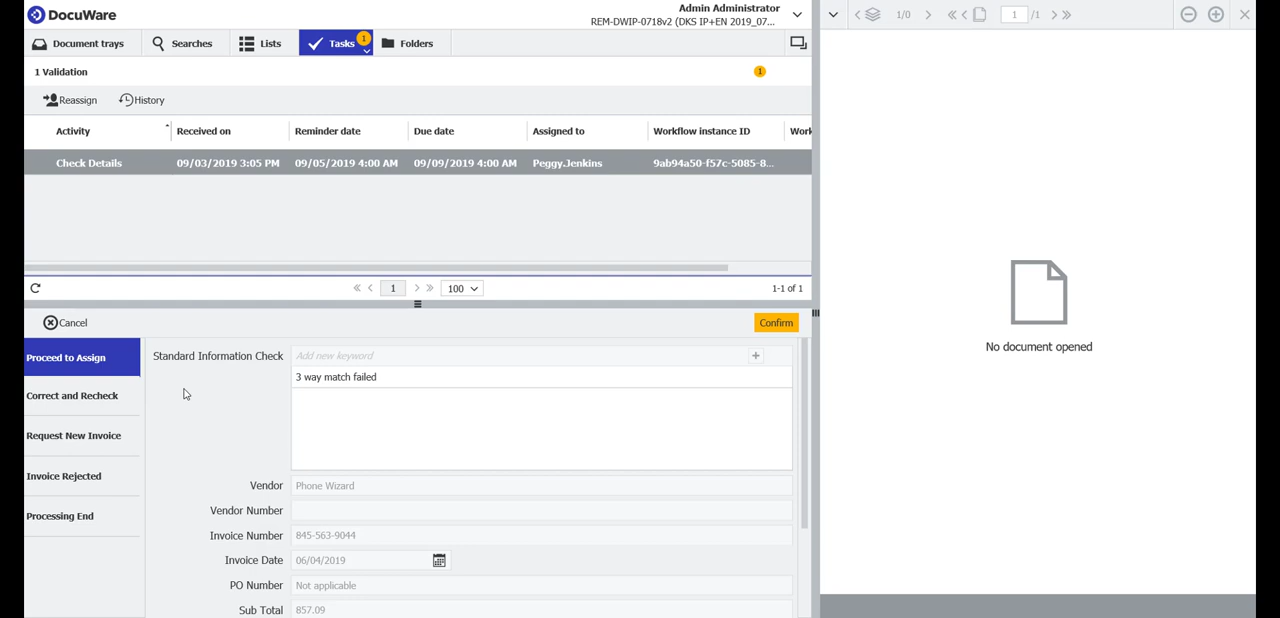 DocuWare
Admin Administrator
REM-DWIP-0718v2 (DKS IP+EN 2019_07...
Document trays Searches Lists Tasks 1 Folders
1 Validation 1
Reassign History
Activity Received on Reminder date Due date Assigned to Workflow instance ID Work
Check Details 09/03/2019 3:05 PM 09/05/2019 4:00 AM 09/09/2019 4:00 AM Peggy.Jenkins 9ab94a50-f57c-5085-8...
1 100 1-1 of 1
Cancel Confirm
Proceed to Assign
Correct and Recheck
Request New Invoice
Invoice Rejected
Processing End
Standard Information Check Add new keyword
3 way match failed
Vendor Phone Wizard
Vendor Number
Invoice Number 845-563-9044
Invoice Date 06/04/2019
PO Number Not applicable
Sub Total 857.09
1/0 1 /1
No document opened